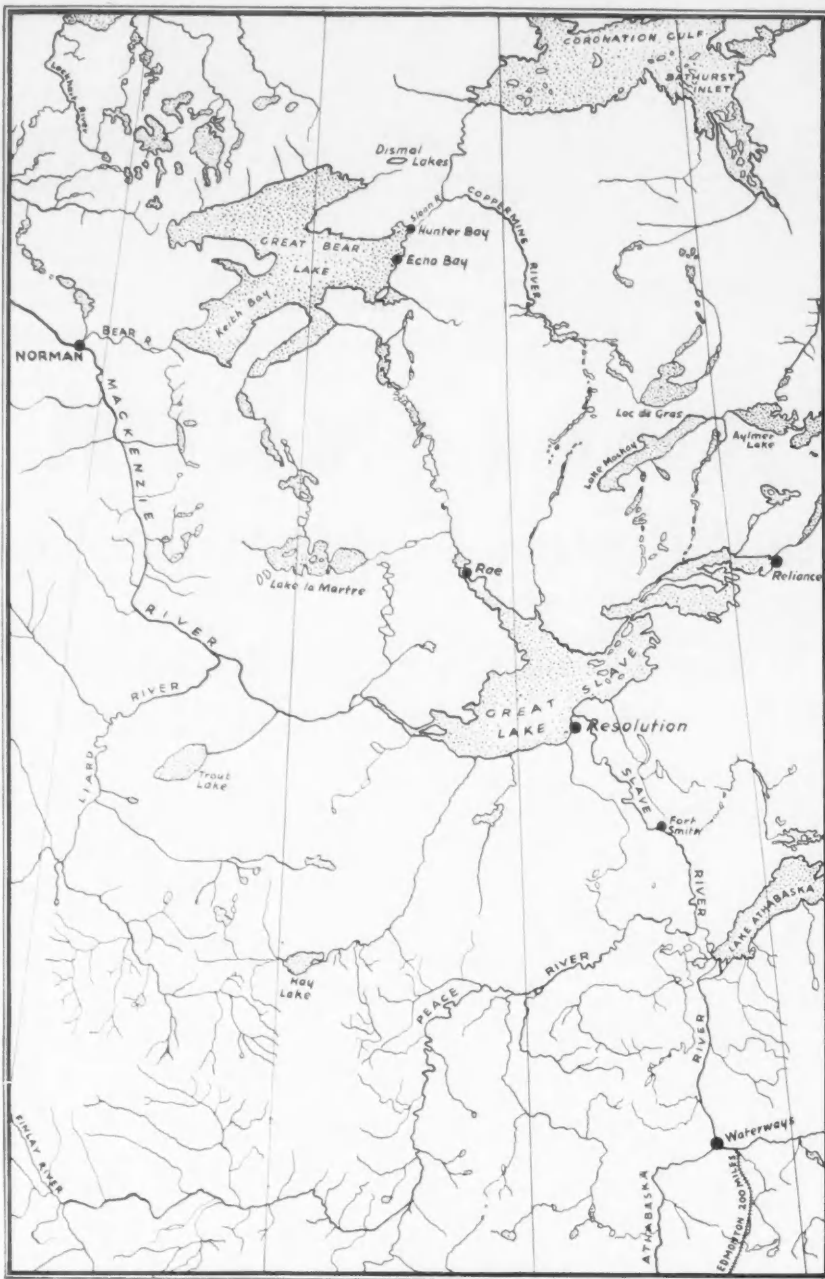 CORONATION GULF
BATHURST
INLET
Lockhart River
Dismal
Lakes
Sloan R.
COPPERMINE
RIVER
Hunter Bay
GREAT BEAR
LAKE
Echo Bay
Keith Bay
BEAR R.
NORMAN
MACKENZIE
RIVER
Lac de Gras
Aylmer
Lake
Lake Mackay
Rae
Reliance
Lake la Martre
GREAT SLAVE
LAKE
Resolution
LIARD
RIVER
Trout
Lake
SLAVE
RIVER
Fort
Smith
LAKE ATHABASKA
Hay
Lake
PEACE
RIVER
RIVER
Waterways
FINLAY RIVER
ATHABASKA
EDMONTON 200 MILES